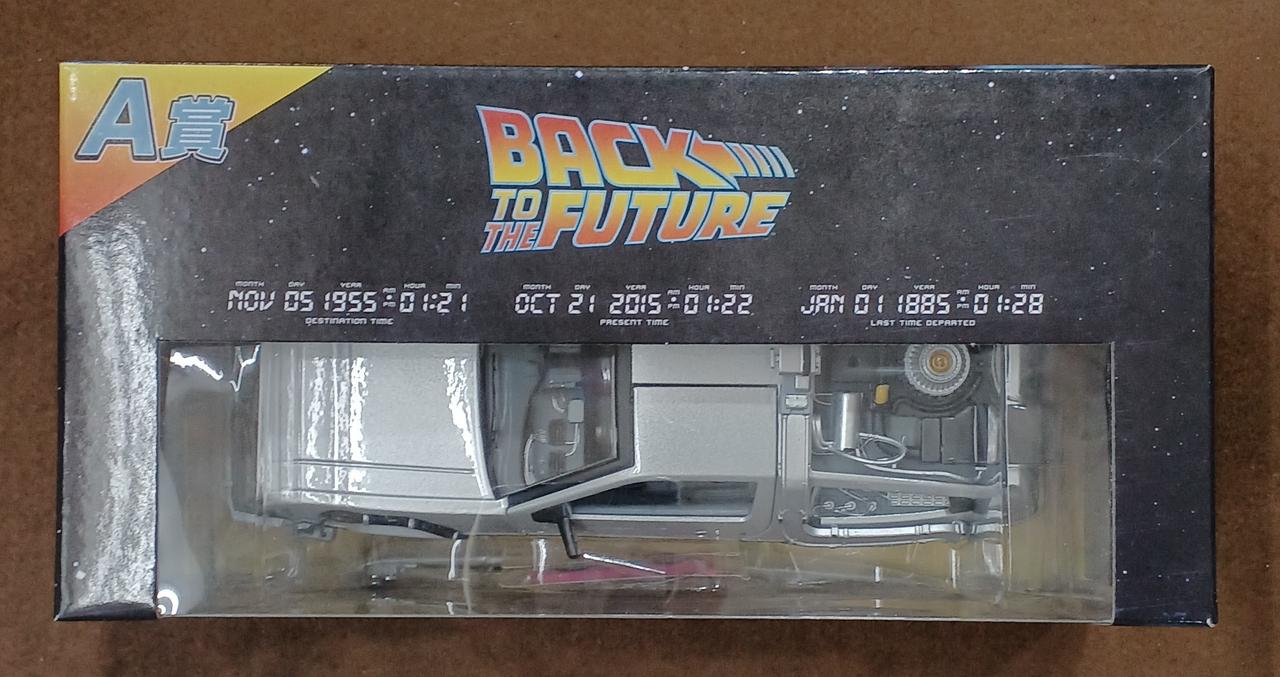 A賞
BACK
TO
THE FUTURE
MONTH DAY YEAR AM PM HOUR MIN
NOV 05 1955 01:21
DESTINATION TIME
MONTH DAY YEAR AM PM HOUR MIN
OCT 21 2015 01:22
PRESENT TIME
MONTH DAY YEAR AM PM HOUR MIN
JAN 01 1885 01:28
LAST TIME DEPARTED